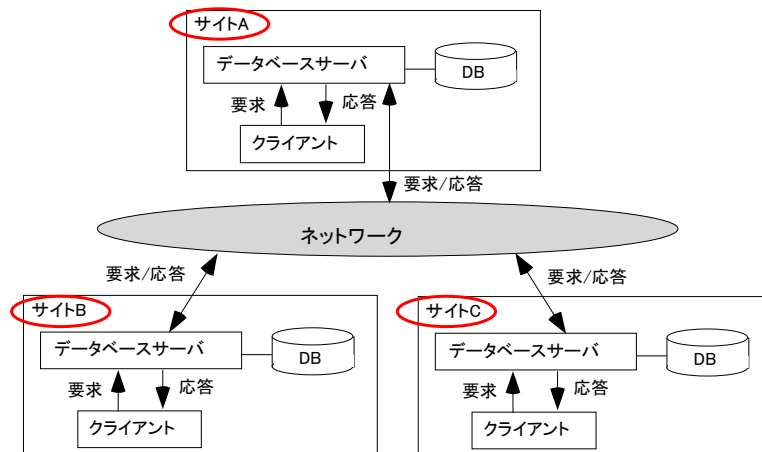 サイトA
データベースサーバ
DB
要求
応答
クライアント
要求/応答
ネットワーク
要求/応答
要求/応答
サイトB
データベースサーバ
DB
要求
応答
クライアント
サイトC
データベースサーバ
DB
要求
応答
クライアント